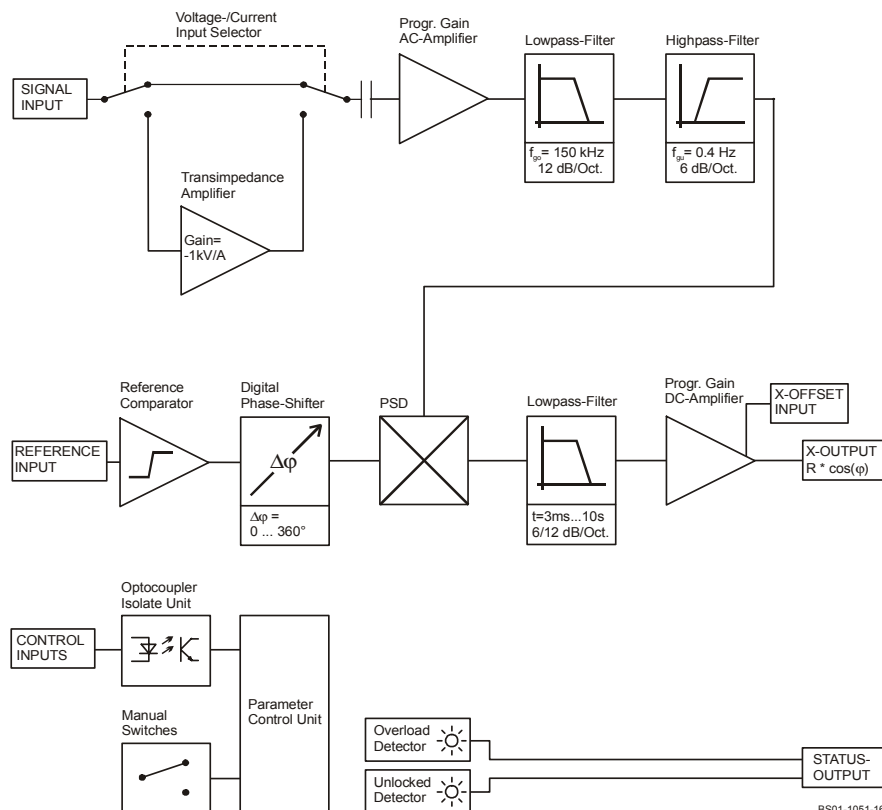 Voltage-/Current
Input Selector
Progr. Gain
AC-Amplifier
Lowpass-Filter
Highpass-Filter
SIGNAL
INPUT
fgo= 150 kHz
12 dB/Oct.
fgu= 0.4 Hz
6 dB/Oct.
Transimpedance
Amplifier
Gain=
-1kV/A
Reference
Comparator
Digital
Phase-Shifter
PSD
Lowpass-Filter
Progr. Gain
DC-Amplifier
X-OFFSET
INPUT
REFERENCE
INPUT
Δφ
X-OUTPUT
R * cos(φ)
Δφ =
0 ... 360°
t=3ms...10s
6/12 dB/Oct.
Optocoupler
Isolate Unit
CONTROL
INPUTS
Parameter
Control Unit
Manual
Switches
Overload
Detector
Unlocked
Detector
STATUS-
OUTPUT